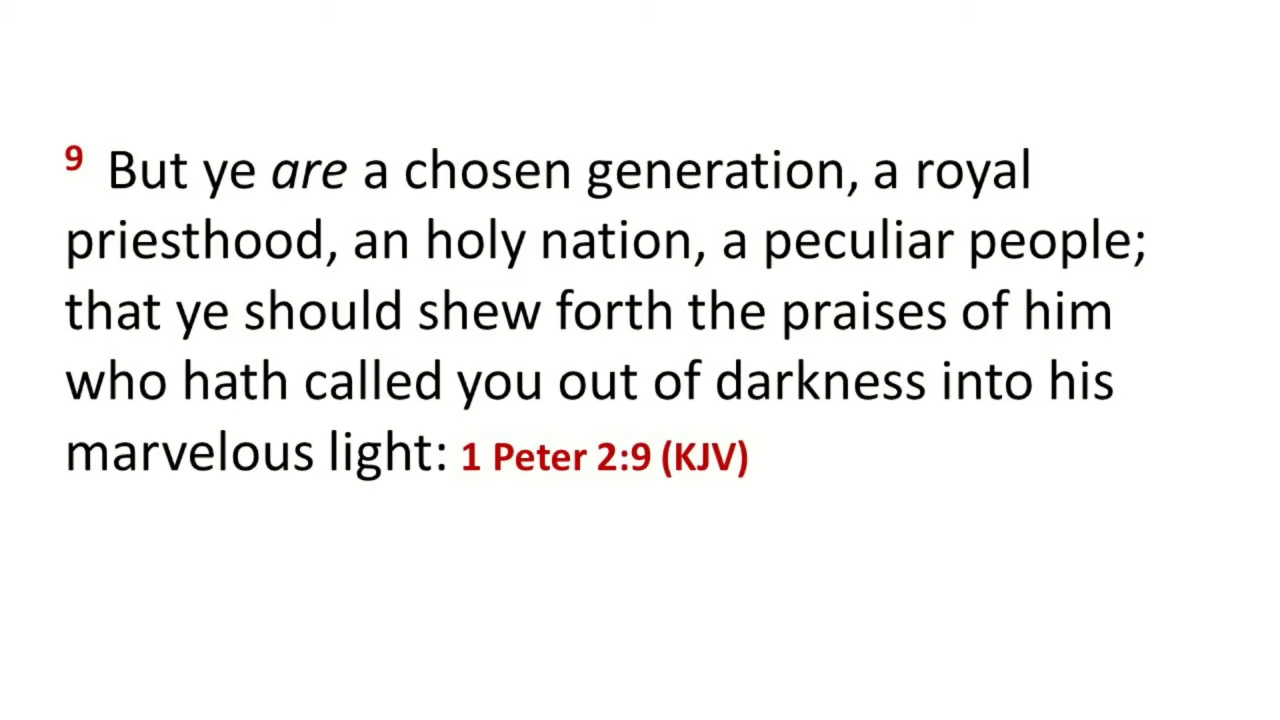 9 But ye are a chosen generation, a royal
priesthood, an holy nation, a peculiar people;
that ye should shew forth the praises of him
who hath called you out of darkness into his
marvelous light: 1 Peter 2:9 (KJV)